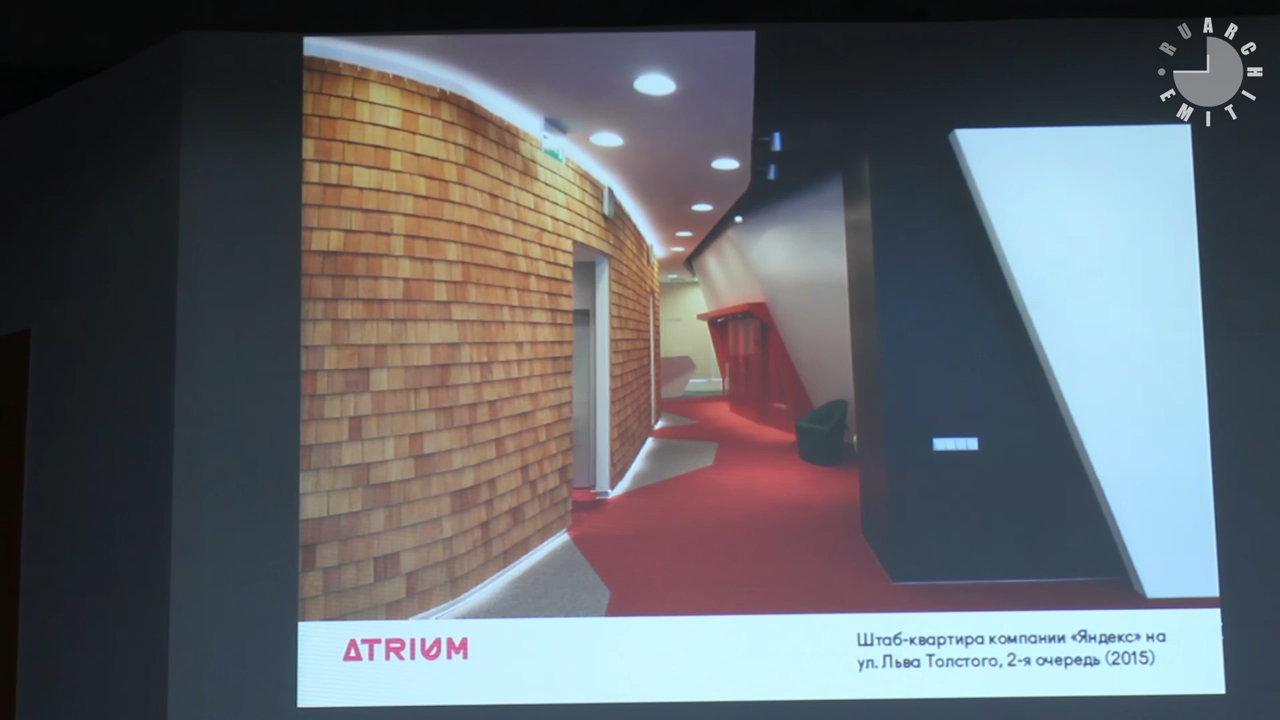 RUARCH
EMITI
ATRIUM
Штаб-квартира компании «Яндекс» на
ул. Льва Толстого, 2-я очередь (2015)